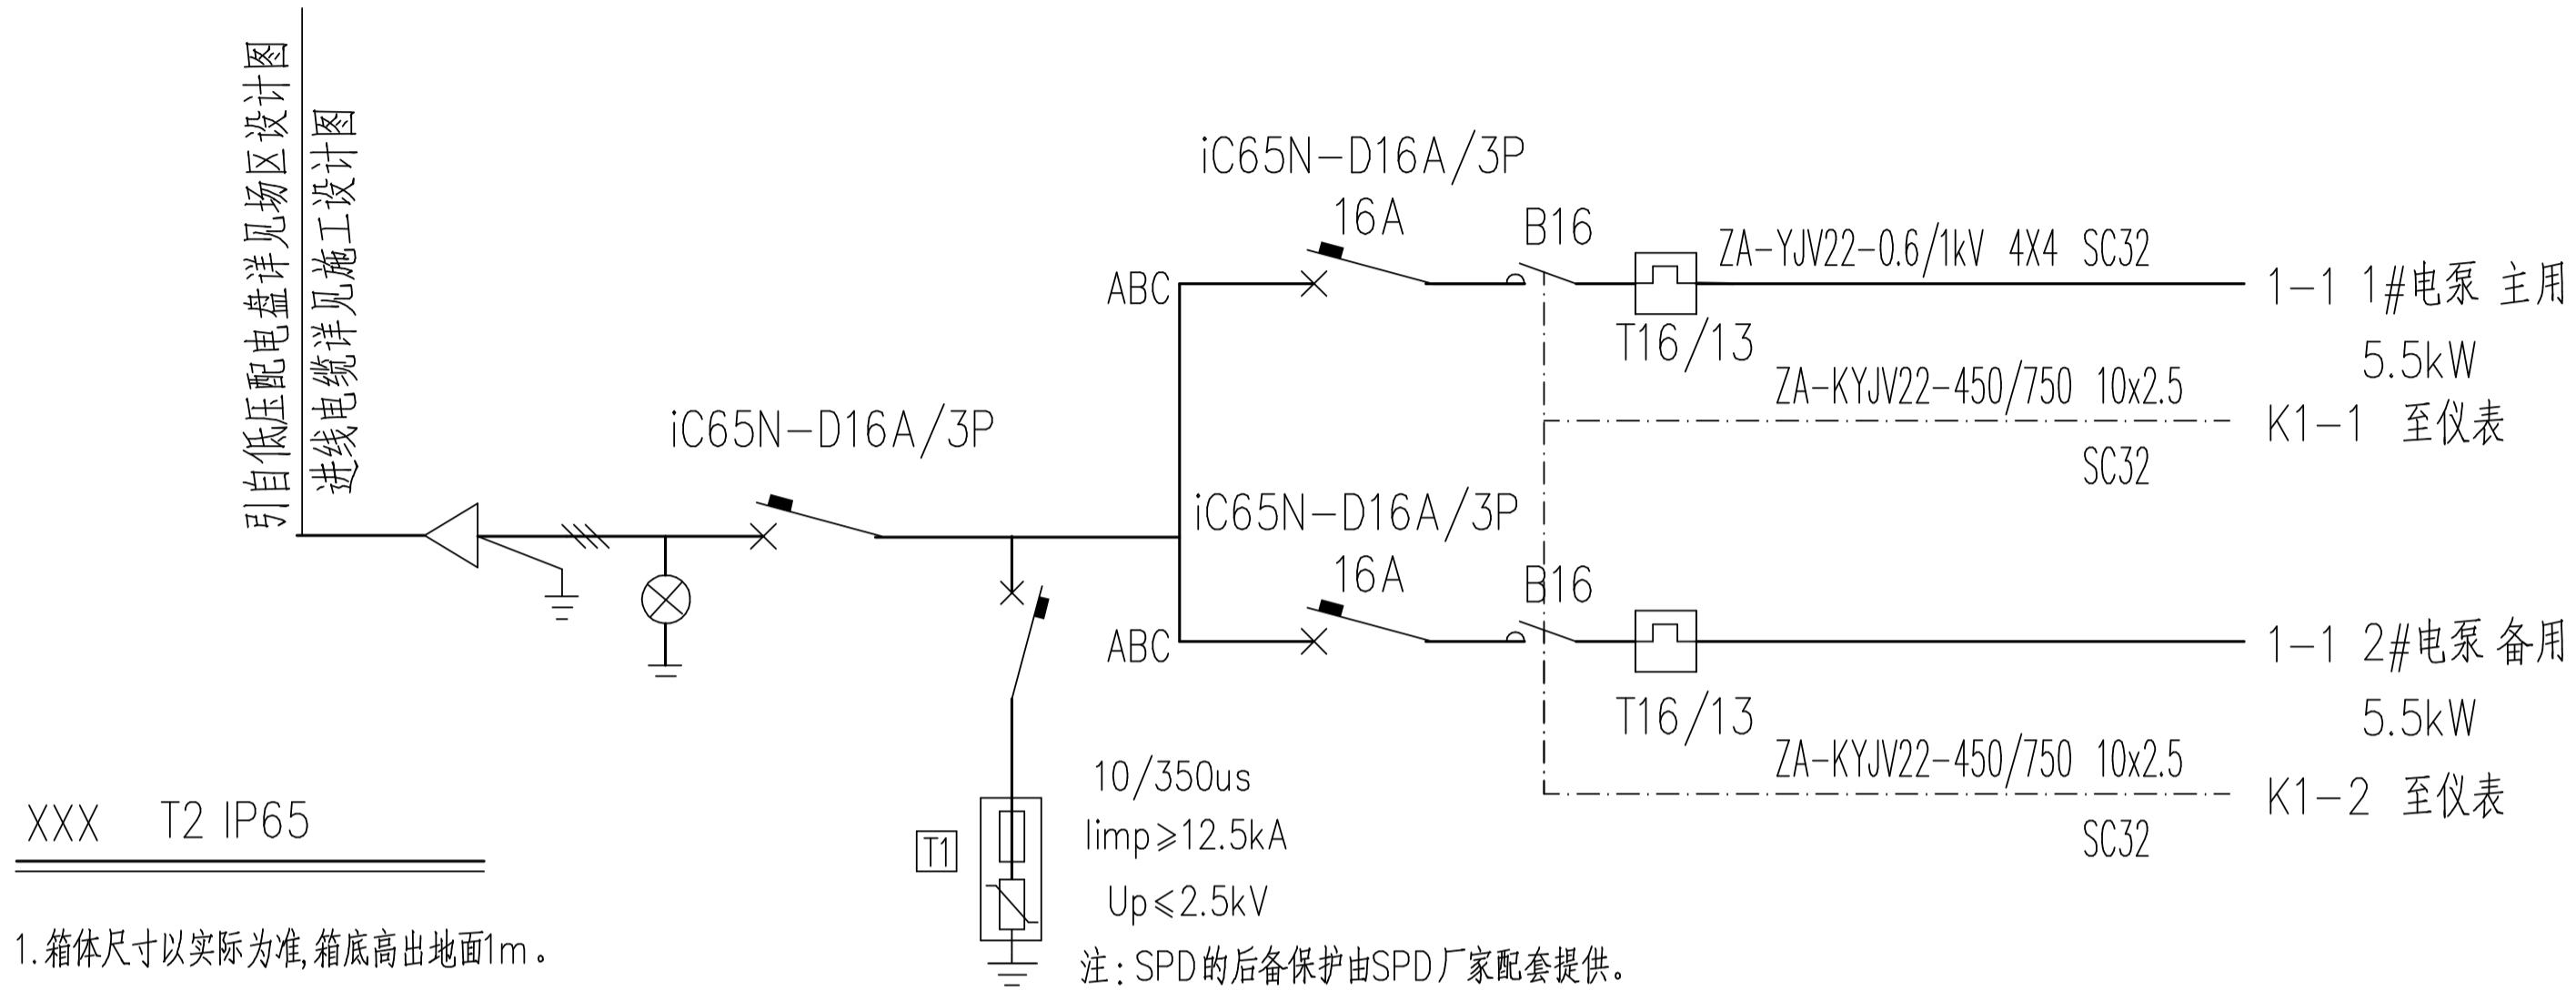 引自低压配电盘详见场区设计图
进线电缆详见施工设计图
iC65N-D16A/3P
iC65N-D16A/3P
16A
B16
ABC
T16/13
ZA-YJV22-0.6/1kV 4X4 SC32
1-1 1#电泵 主用
5.5kW
ZA-KYJV22-450/750 10x2.5
SC32
K1-1 至仪表
iC65N-D16A/3P
16A
B16
ABC
T16/13
1-1 2#电泵 备用
5.5kW
ZA-KYJV22-450/750 10x2.5
SC32
K1-2 至仪表
T1
10/350us
Iimp≥12.5kA
Up≤2.5kV
注：SPD的后备保护由SPD厂家配套提供。
XXX T2 IP65
1.箱体尺寸以实际为准,箱底高出地面1m。